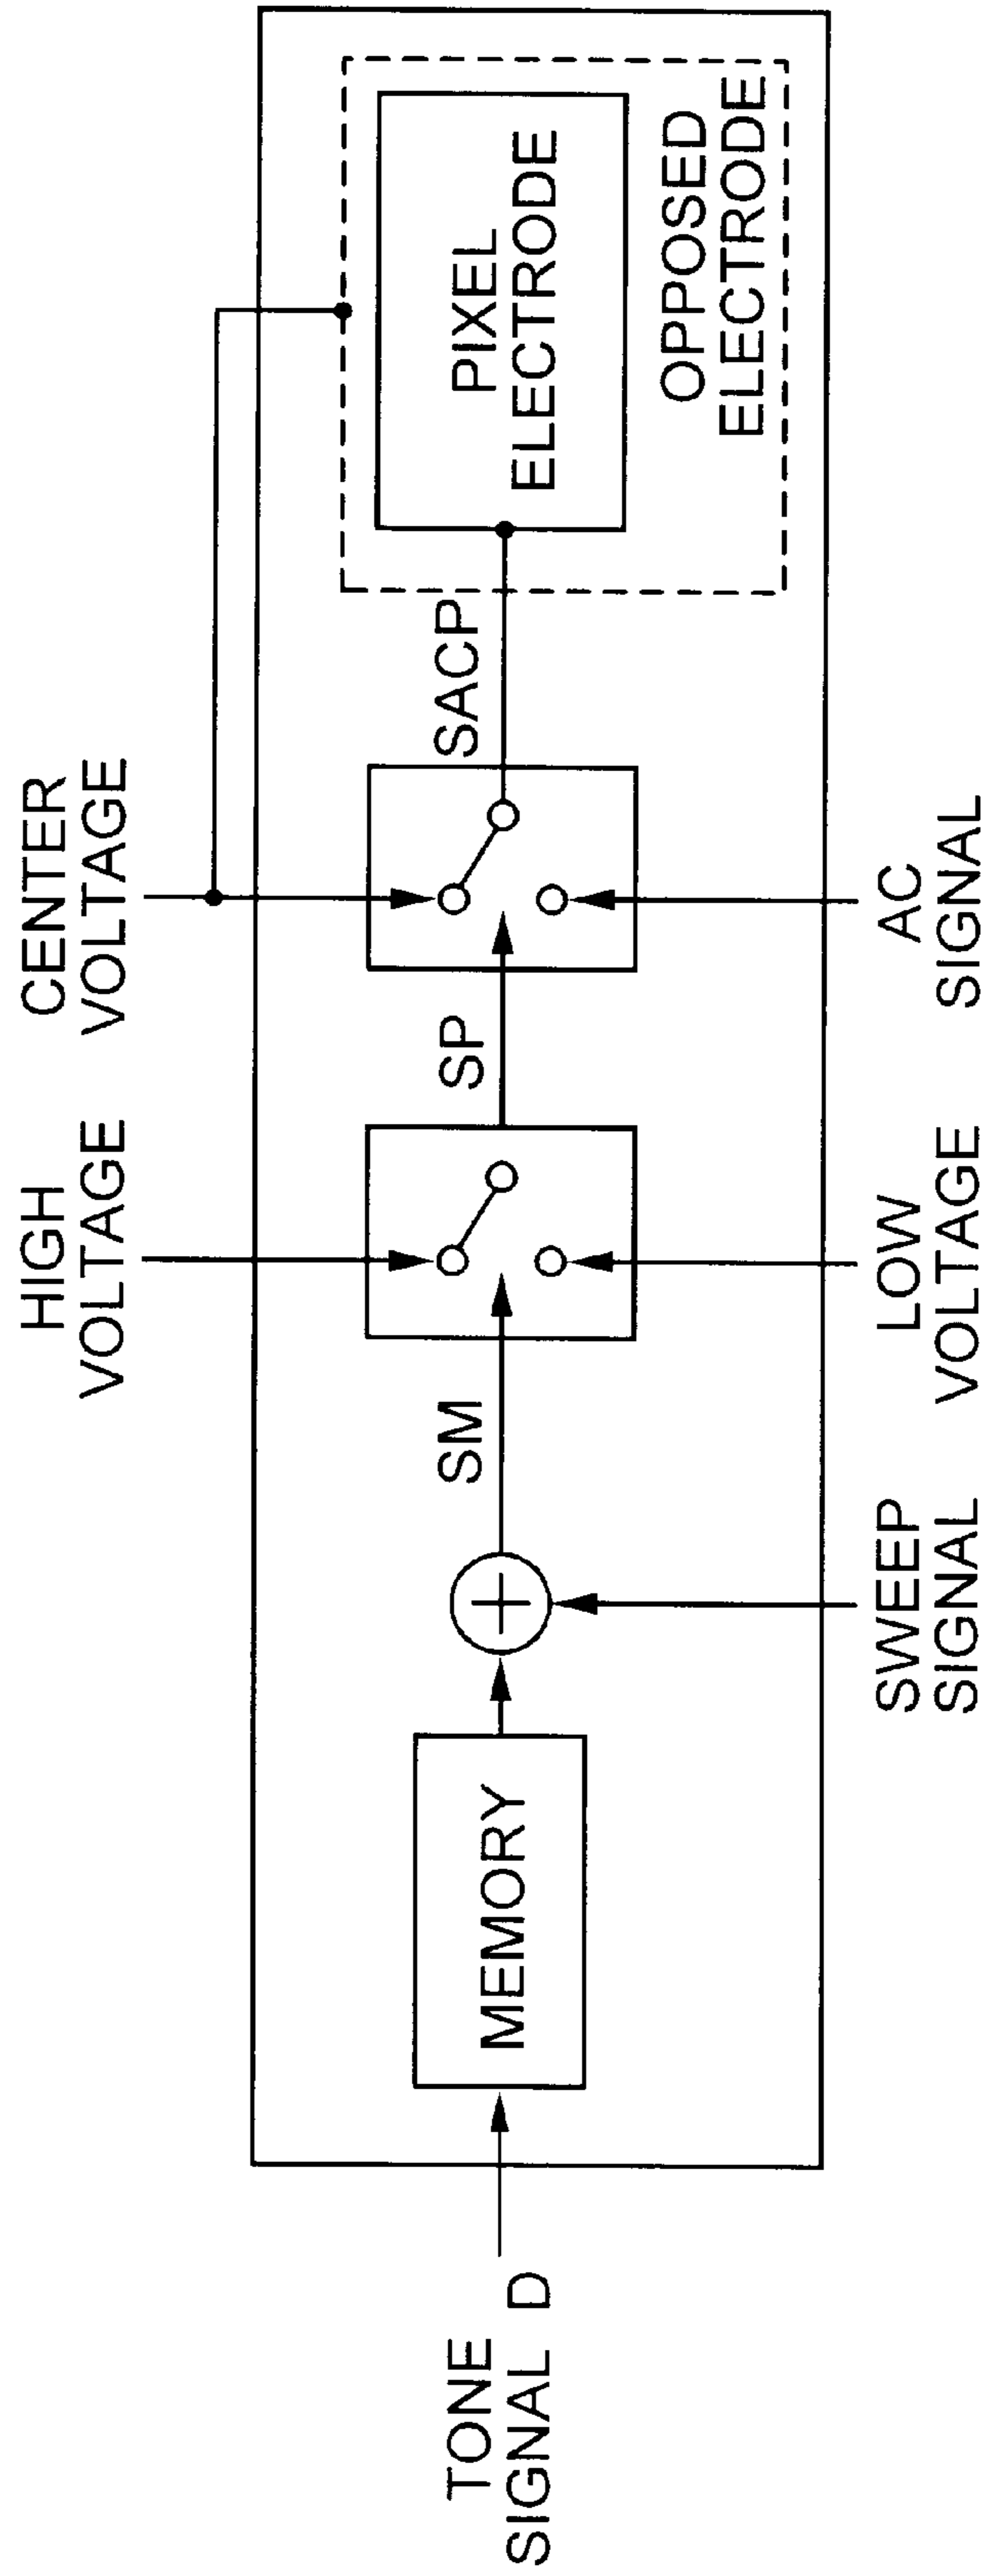 HIGH
VOLTAGE
CENTER
VOLTAGE
TONE
SIGNAL D
MEMORY
SM
SP
SACP
PIXEL
ELECTRODE
OPPOSED
ELECTRODE
SWEEP
SIGNAL
LOW
VOLTAGE
AC
SIGNAL